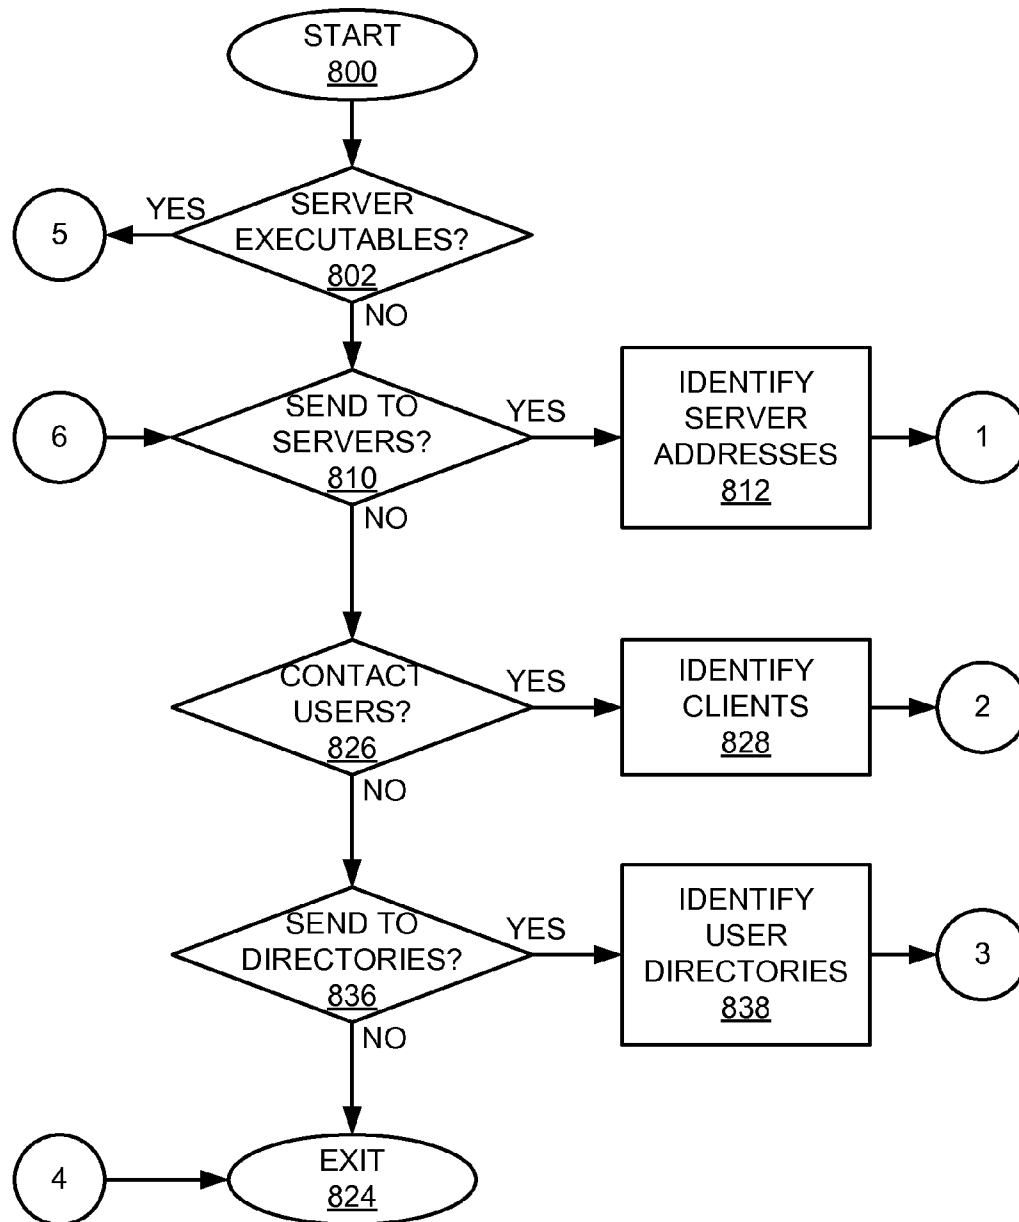 START
800
YES
5
SERVER
EXECUTABLES?
802
NO
6
SEND TO
SERVERS?
810
YES
IDENTIFY
SERVER
ADDRESSES
812
1
NO
CONTACT
USERS?
826
YES
IDENTIFY
CLIENTS
828
2
NO
SEND TO
DIRECTORIES?
836
YES
IDENTIFY
USER
DIRECTORIES
838
3
NO
4
EXIT
824